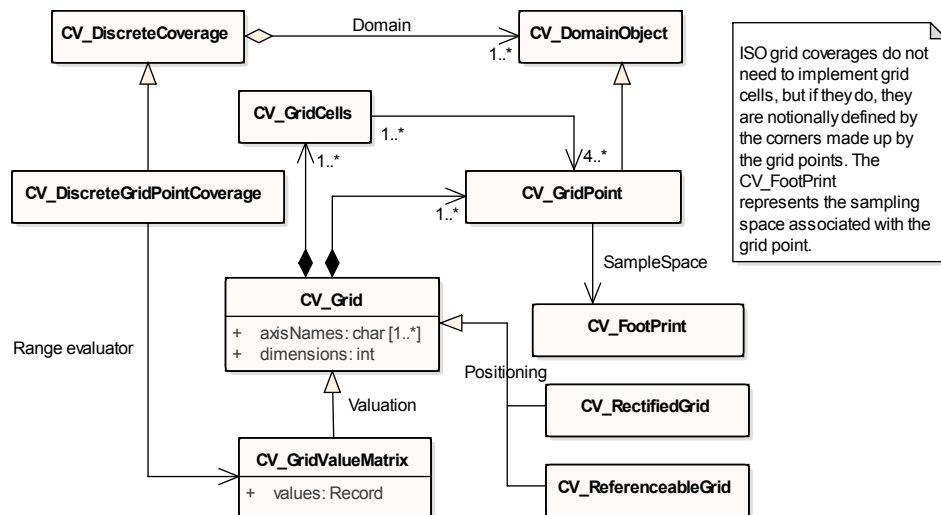 CV_DiscreteCoverage
Domain
1..*
CV_DomainObject
ISO grid coverages do not
need to implement grid
cells, but if they do, they
are notionally defined by
the corners made up by
the grid points. The
CV_FootPrint
represents the sampling
space associated with the
grid point.
CV_GridCells
1..*
4..*
1..*
CV_DiscreteGridPointCoverage
CV_GridPoint
1..*
SampleSpace
CV_Grid
+ axisNames: char [1..*]
+ dimensions: int
CV_FootPrint
Range evaluator
Positioning
Valuation
CV_RectifiedGrid
CV_GridValueMatrix
+ values: Record
CV_ReferenceableGrid